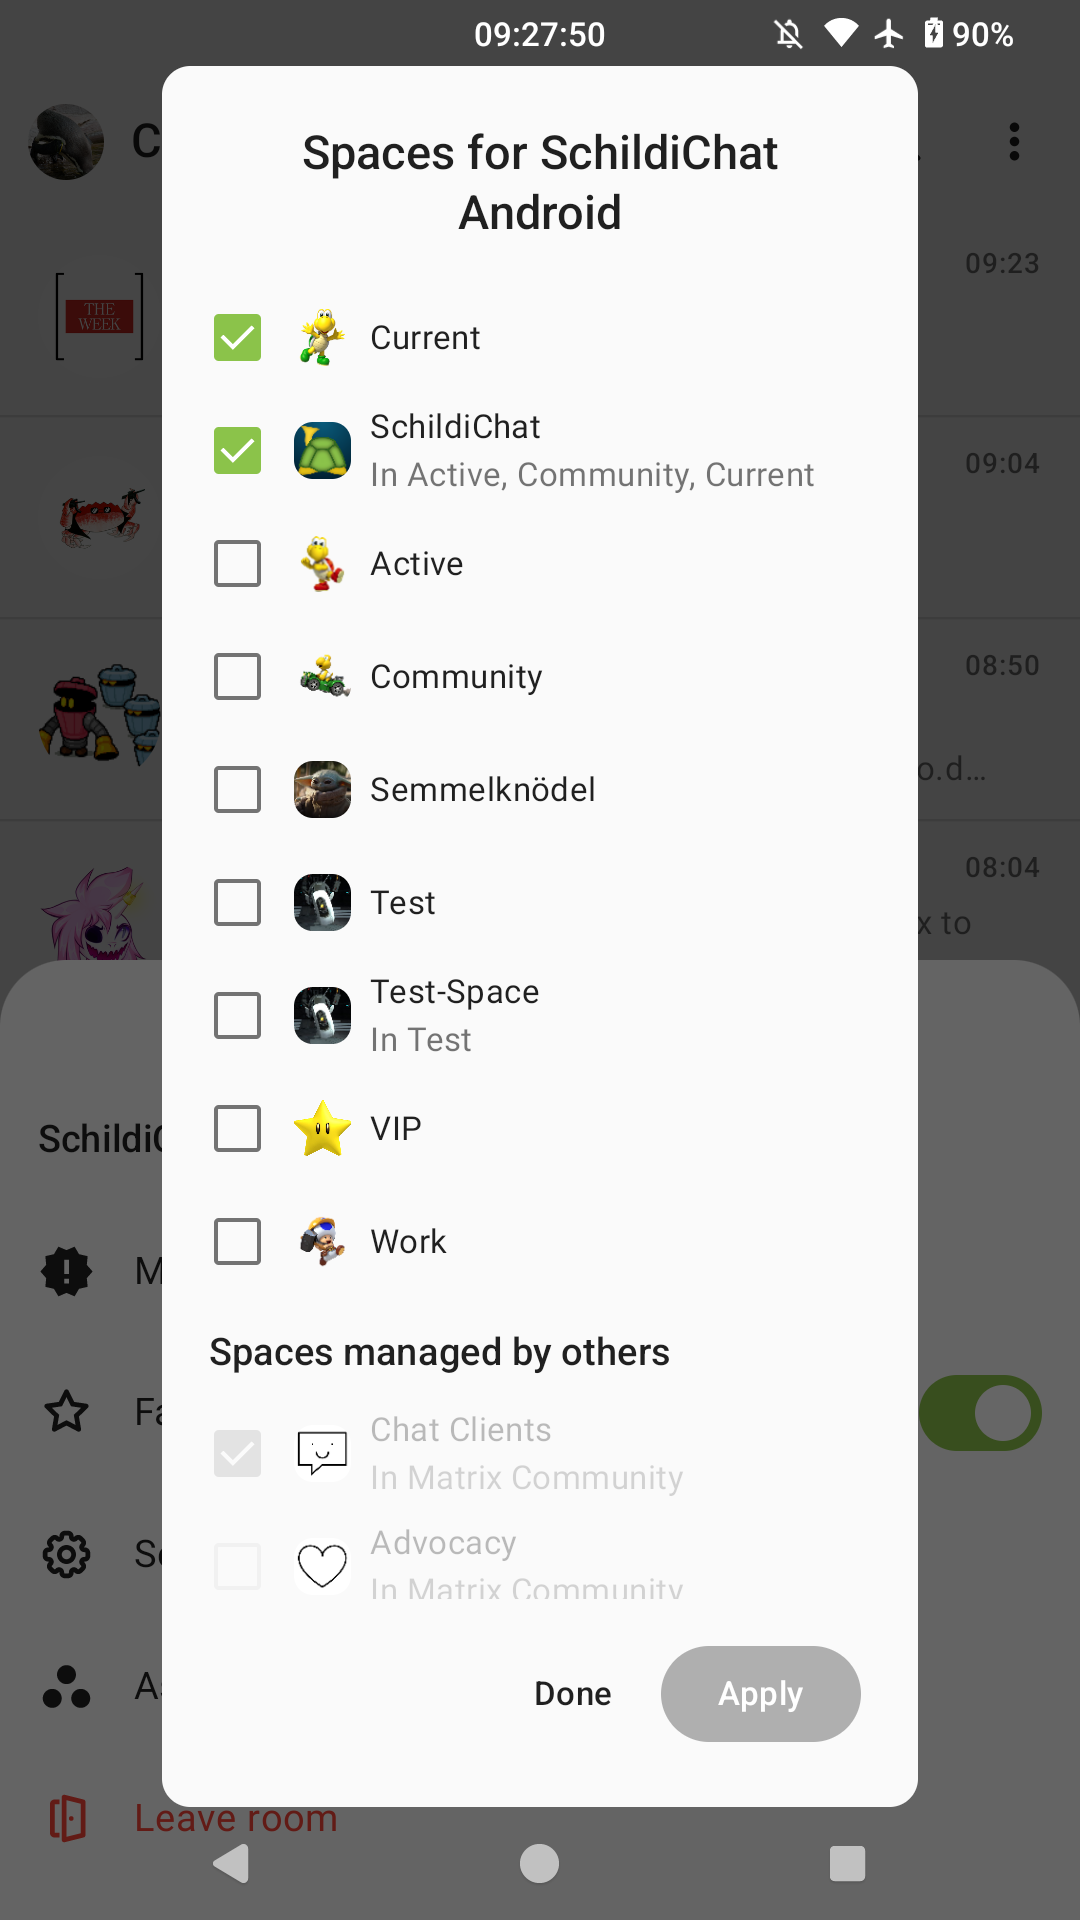 09:27:50
90%
C
Spaces for SchildiChat
Android
09:23
THE
WEEK
Current
SchildiChat
In Active, Community, Current
09:04
Active
Community
08:50
o.d...
Semmelknödel
Test
08:04
x to
Test-Space
In Test
SchildiC
VIP
M
Work
Spaces managed by others
Fa
Chat Clients
In Matrix Community
Se
Advocacy
In Matrix Community
As
Done
Apply
Leave room